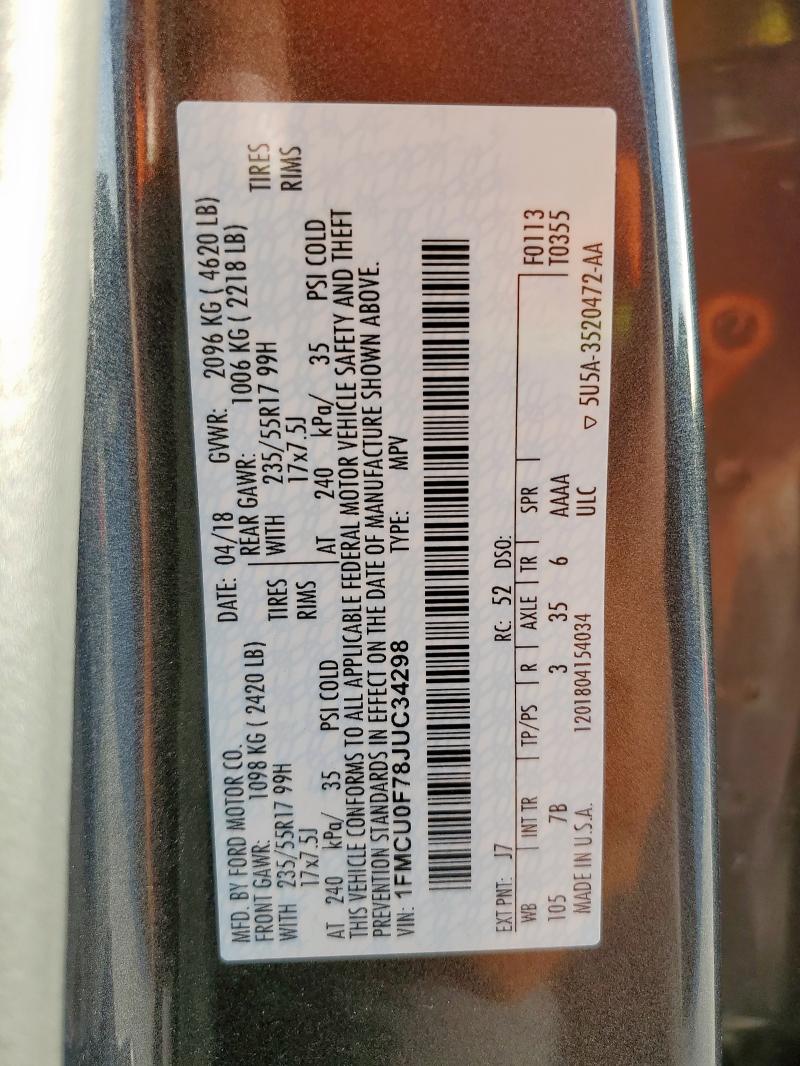 MFD. BY FORD MOTOR CO. DATE: 04/18 GVWR: 2096 KG ( 4620 LB)
FRONT GAWR: 1098 KG ( 2420 LB) REAR GAWR: 1006 KG ( 2218 LB)
WITH 235/55R17 99H TIRES WITH 235/55R17 99H TIRES
17x7.5J RIMS 17x7.5J RIMS
AT 240 kPa/ 35 PSI COLD AT 240 kPa/ 35 PSI COLD
THIS VEHICLE CONFORMS TO ALL APPLICABLE FEDERAL MOTOR VEHICLE SAFETY AND THEFT
PREVENTION STANDARDS IN EFFECT ON THE DATE OF MANUFACTURE SHOWN ABOVE.
VIN: 1FMCU0F78JUC34298 TYPE: MPV
EXT PNT: J7 RC: 52 DSO:
WB INT TR TP/PS R AXLE TR SPR F0113
105 7B 3 35 6 AAAA T0355
MADE IN U.S.A. 1201804154034 ULC ▽ 5U5A-3520472-AA